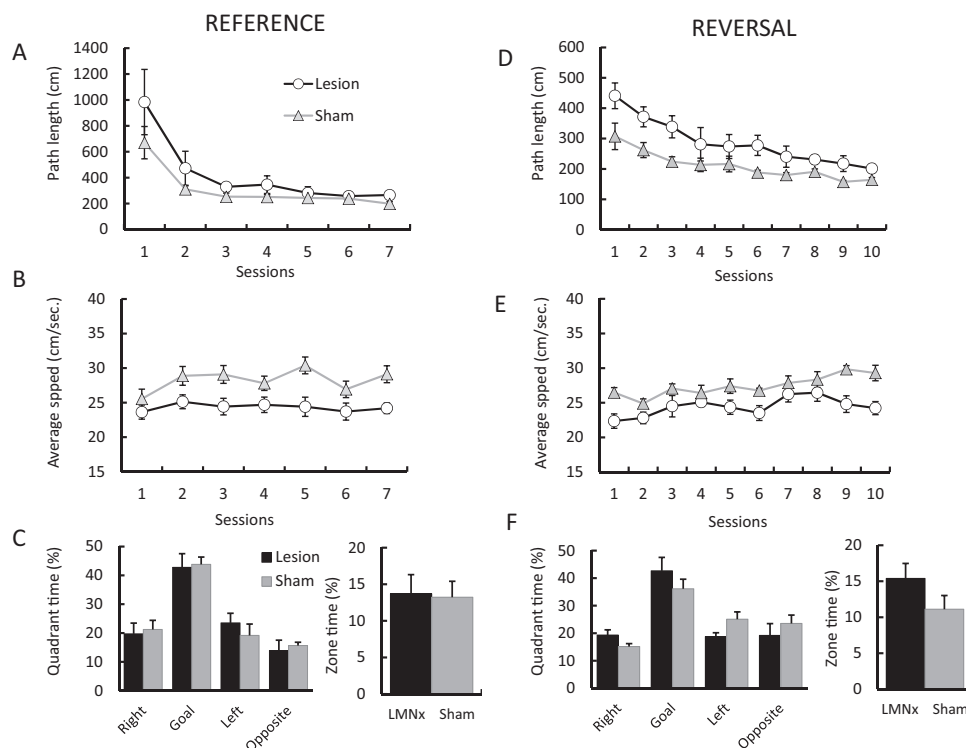 REFERENCE
A
Path length (cm)
1400
1200
1000
800
600
400
200
0
Lesion
Sham
1 2 3 4 5 6 7
Sessions
B
Average spped (cm/sec.)
40
35
30
25
20
15
1 2 3 4 5 6 7
Sessions
C
Quadrant time (%)
50
40
30
20
10
0
Lesion
Sham
Right Goal Left Opposite
Zone time (%)
20
15
10
5
0
LMNx Sham
REVERSAL
D
Path length (cm)
600
500
400
300
200
100
0
1 2 3 4 5 6 7 8 9 10
Sessions
E
Average spped (cm/sec.)
40
35
30
25
20
15
1 2 3 4 5 6 7 8 9 10
Sessions
F
Quadrant time (%)
50
40
30
20
10
0
Right Goal Left Opposite
Zone time (%)
20
15
10
5
0
LMNx Sham